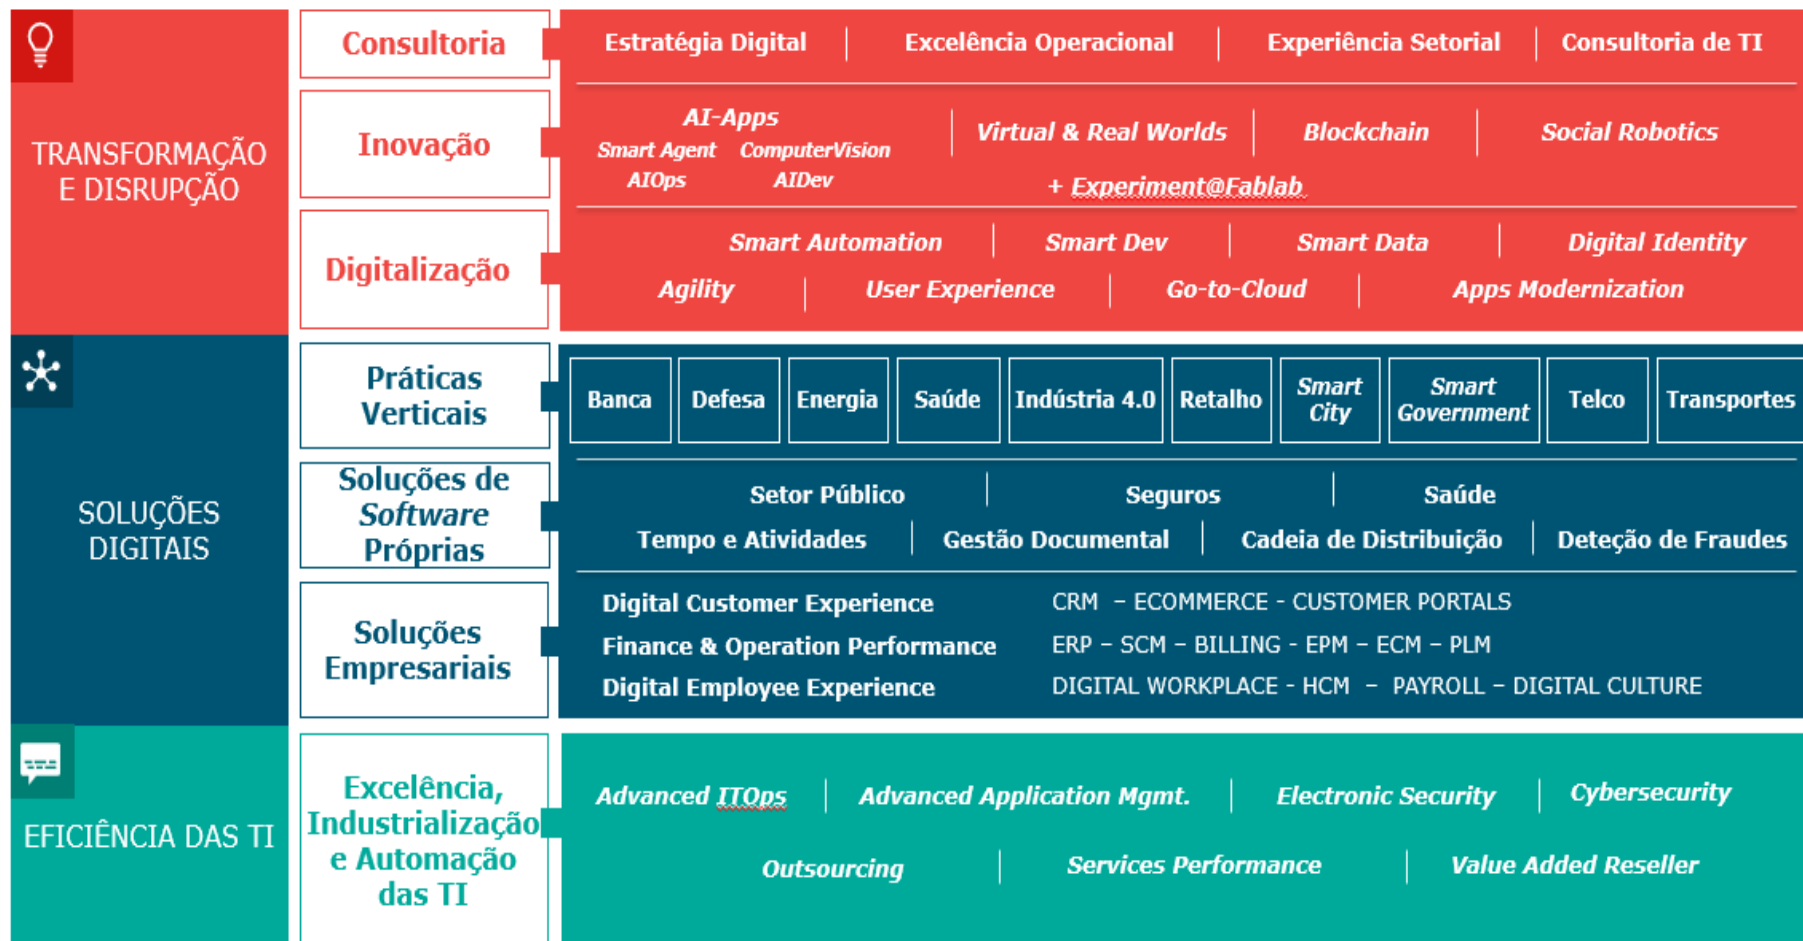 TRANSFORMAÇÃO
E DISRUPÇÃO
Consultoria
Estratégia Digital
Excelência Operacional
Experiência Setorial
Consultoria de TI
Inovação
AI-Apps
Smart Agent ComputerVision
AIOps AIDev
Virtual & Real Worlds
Blockchain
Social Robotics
+ Experiment@Fablab
Digitalização
Smart Automation
Smart Dev
Smart Data
Digital Identity
Agility
User Experience
Go-to-Cloud
Apps Modernization
SOLUÇÕES
DIGITAIS
Práticas
Verticais
Banca
Defesa
Energia
Saúde
Indústria 4.0
Retalho
Smart
City
Smart
Government
Telco
Transportes
Soluções de
Software
Próprias
Setor Público
Seguros
Saúde
Tempo e Atividades
Gestão Documental
Cadeia de Distribuição
Deteção de Fraudes
Soluções
Empresariais
Digital Customer Experience
CRM – ECOMMERCE - CUSTOMER PORTALS
Finance & Operation Performance
ERP – SCM – BILLING - EPM – ECM – PLM
Digital Employee Experience
DIGITAL WORKPLACE - HCM – PAYROLL – DIGITAL CULTURE
EFICIÊNCIA DAS TI
Excelência,
Industrialização
e Automação
das TI
Advanced ITOps
Advanced Application Mgmt.
Electronic Security
Cybersecurity
Outsourcing
Services Performance
Value Added Reseller